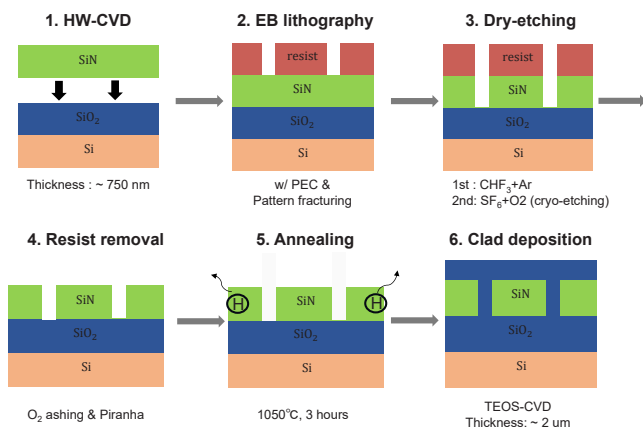 1. HW-CVD
SiN
SiO₂
Si
Thickness : ~ 750 nm
2. EB lithography
resist
SiN
SiO₂
Si
w/ PEC &
Pattern fracturing
3. Dry-etching
resist
SiN
SiO₂
Si
1st : CHF₃+Ar
2nd: SF₆+O2 (cryo-etching)
4. Resist removal
SiN
SiO₂
Si
O₂ ashing & Piranha
5. Annealing
H
H
SiN
SiO₂
Si
1050°C, 3 hours
6. Clad deposition
SiN
SiO₂
Si
TEOS-CVD
Thickness: ~ 2 um